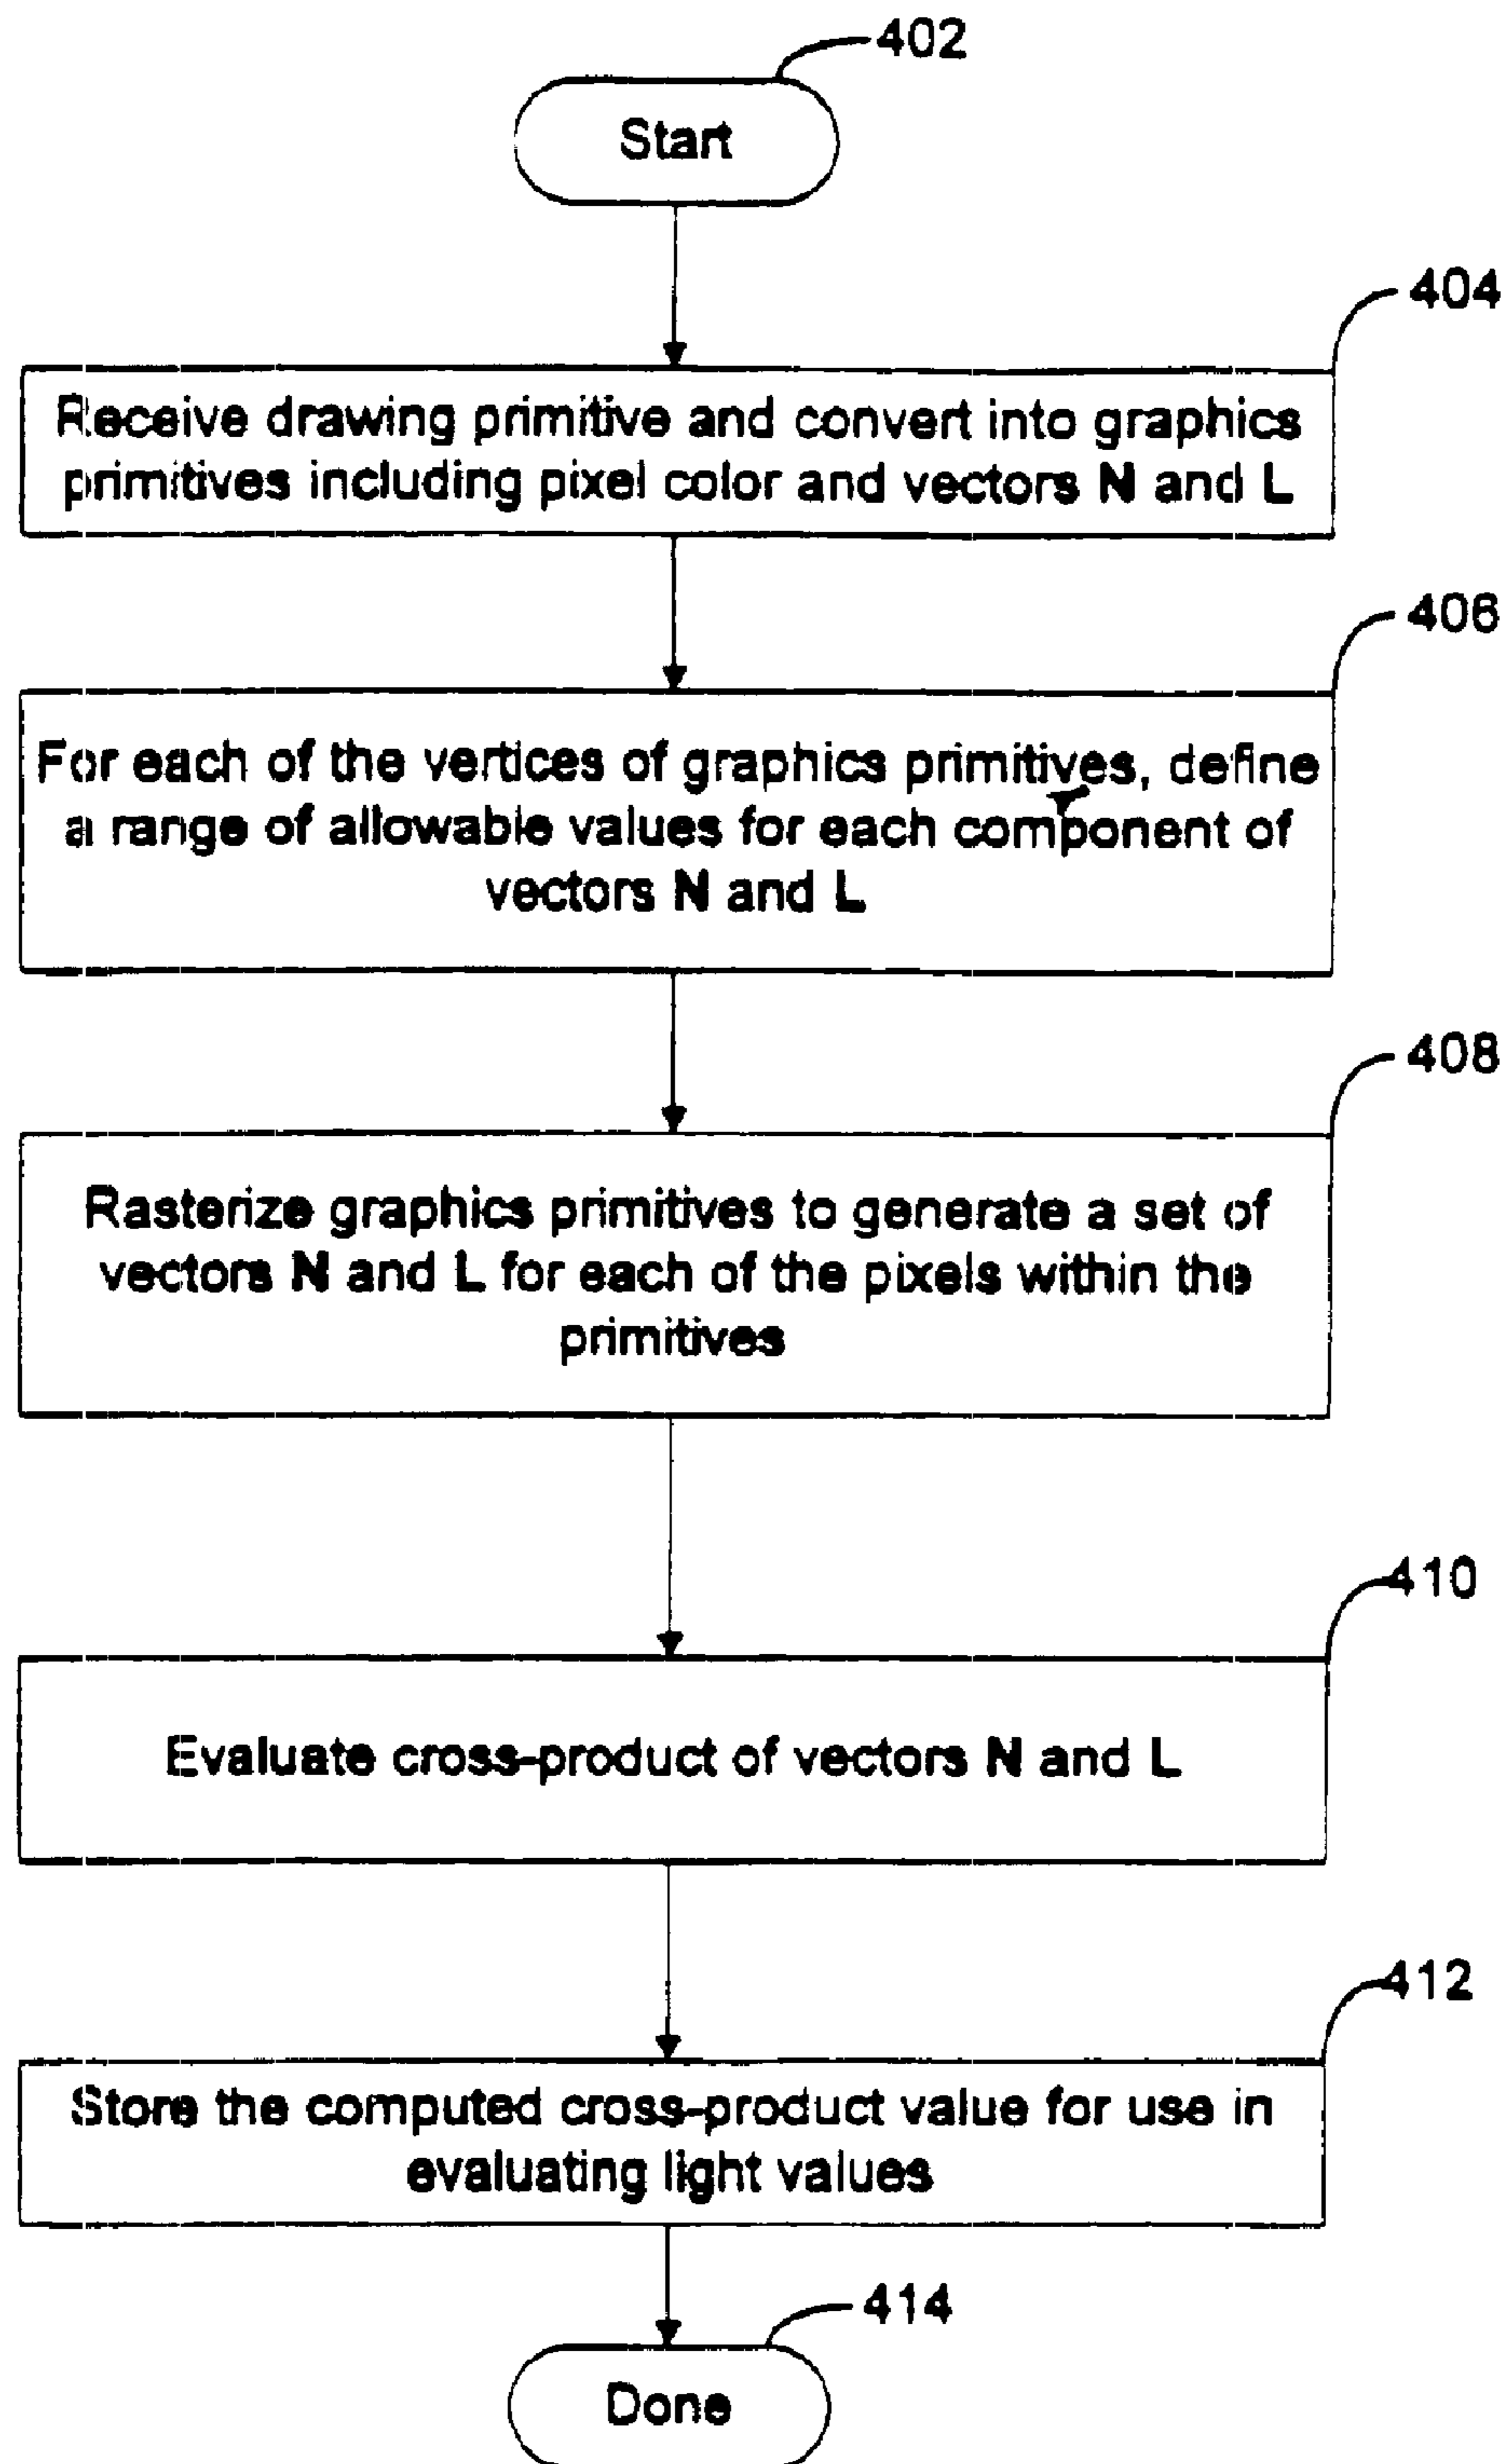 402
Start
404
Receive drawing primitive and convert into graphics
primitives including pixel color and vectors N and L
406
For each of the vertices of graphics primitives, define
a range of allowable values for each component of
vectors N and L
408
Rasterize graphics primitives to generate a set of
vectors N and L for each of the pixels within the
primitives
410
Evaluate cross-product of vectors N and L
412
Store the computed cross-product value for use in
evaluating light values
414
Done